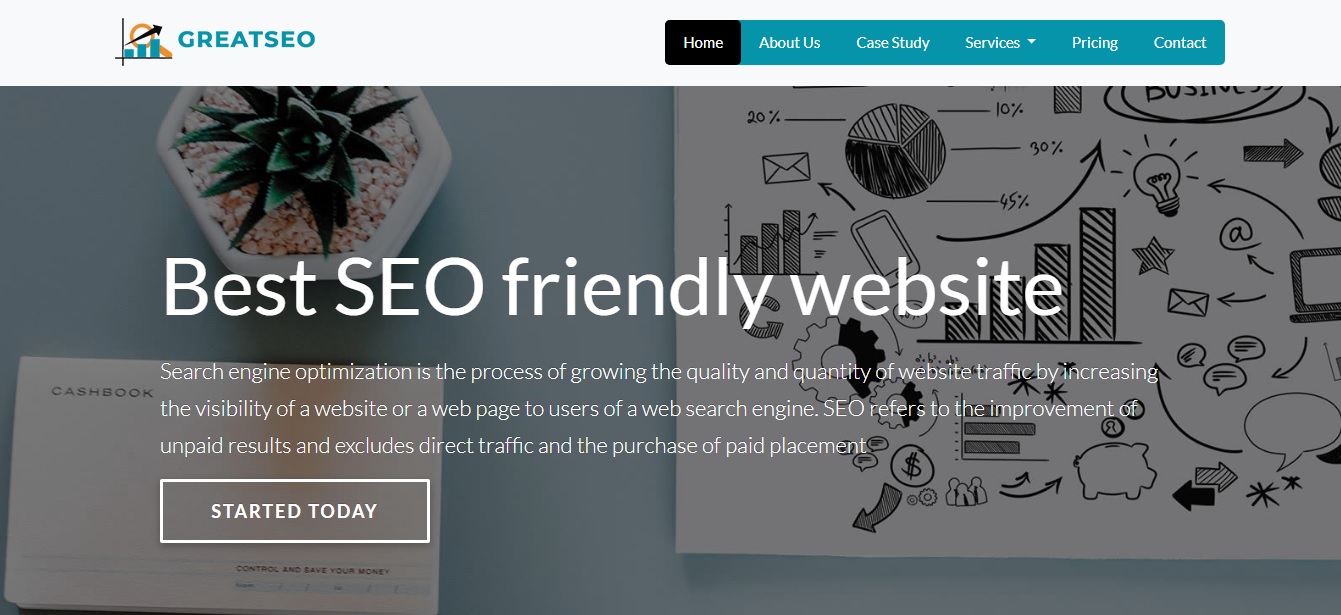 GREATSEO
Home About Us Case Study Services Pricing Contact
BUSINESS
20%
10%
30%
45%
@
Best SEO friendly website
40%
Search engine optimization is the process of growing the quality and quantity of website traffic by increasing
CASHBOOK
the visibility of a website or a web page to users of a web search engine. SEO refers to the improvement of
unpaid results and excludes direct traffic and the purchase of paid placement.
$
STARTED TODAY
CONTROL AND SAVE YOUR MONEY